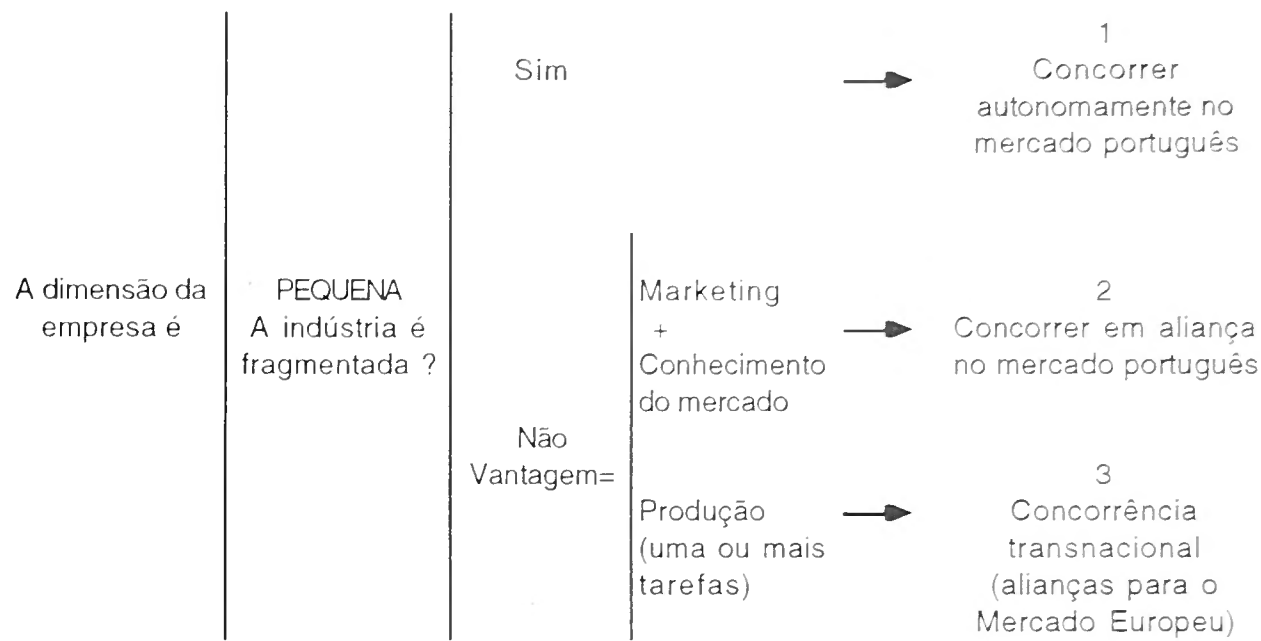 A dimensão da
empresa é
PEQUENA
A indústria é
fragmentada ?
Sim
1
Concorrer
autonomamente no
mercado português
Não
Vantagem=
Marketing
+
Conhecimento
do mercado
2
Concorrer em aliança
no mercado português
Produção
(uma ou mais
tarefas)
3
Concorrência
transnacional
(alianças para o
Mercado Europeu)